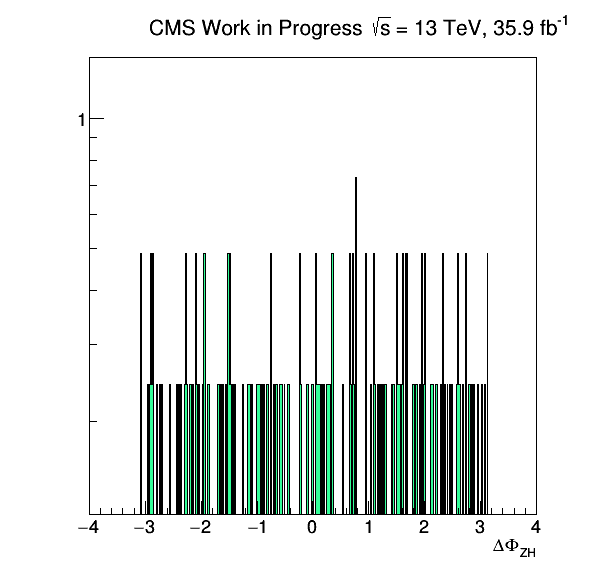 CMS Work in Progress √s = 13 TeV, 35.9 fb⁻¹
1
−4 −3 −2 −1 0 1 2 3 4
ΔΦ_ZH